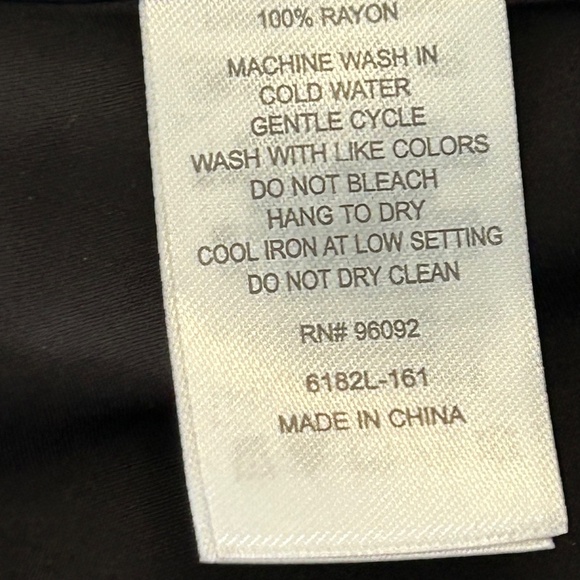 100% RAYON
MACHINE WASH IN
COLD WATER
GENTLE CYCLE
WASH WITH LIKE COLORS
DO NOT BLEACH
HANG TO DRY
COOL IRON AT LOW SETTING
DO NOT DRY CLEAN
RN# 96092
6182L-161
MADE IN CHINA